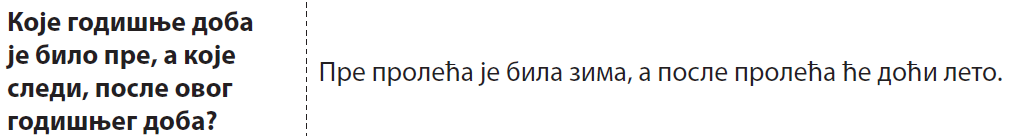 Које годишње доба
је било пре, а које
следи, после овог
годишњег доба?
Пре пролећа је била зима, а после пролећа ће доћи лето.